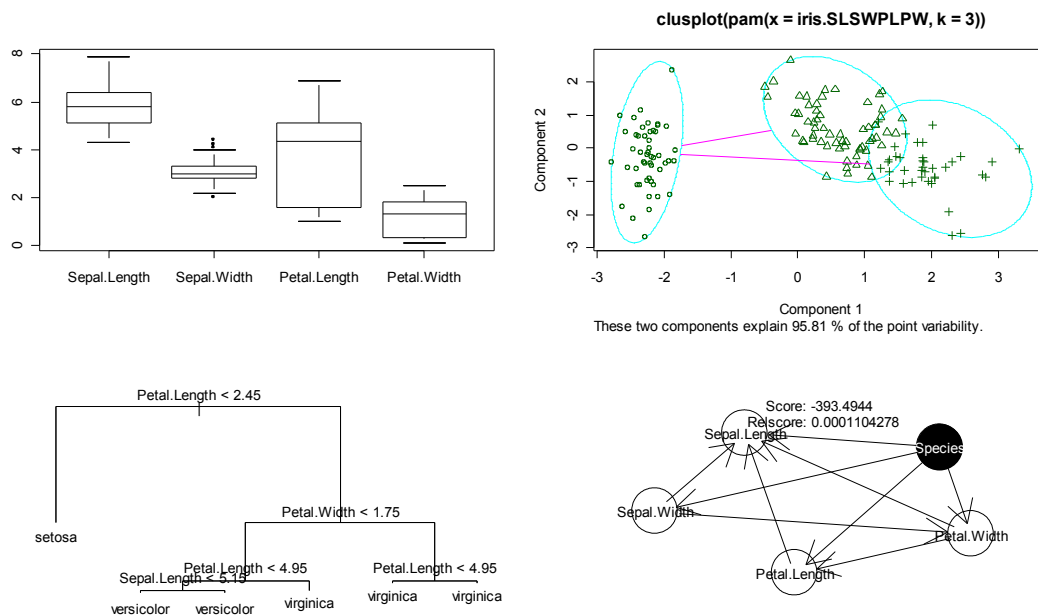 clusplot(pam(x = iris.SLSWPLPW, k = 3))
8
6
4
2
0
Sepal.Length Sepal.Width Petal.Length Petal.Width
Component 2
2
1
0
-1
-2
-3
-3 -2 -1 0 1 2 3
Component 1
These two components explain 95.81 % of the point variability.
Petal.Length < 2.45
setosa
Petal.Width < 1.75
Petal.Length < 4.95
Petal.Length < 4.95
Sepal.Length < 5.15
versicolor versicolor virginica virginica virginica
Score: -393.4944
Relscore: 0.0001104278
Sepal.Length
Species
Sepal.Width
Petal.Width
Petal.Length